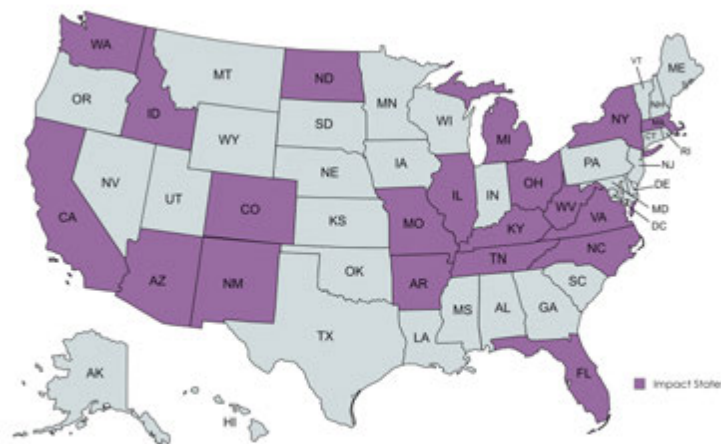 WA
MT
ND
MN
VT
ME
OR
ID
WY
SD
WI
MI
NY
NH
MA
CT
RI
NV
UT
CO
NE
IA
IL
IN
OH
PA
NJ
DE
MD
DC
CA
KS
MO
KY
WV
VA
AZ
NM
OK
AR
TN
NC
SC
TX
LA
MS
AL
GA
FL
AK
HI
Impact States